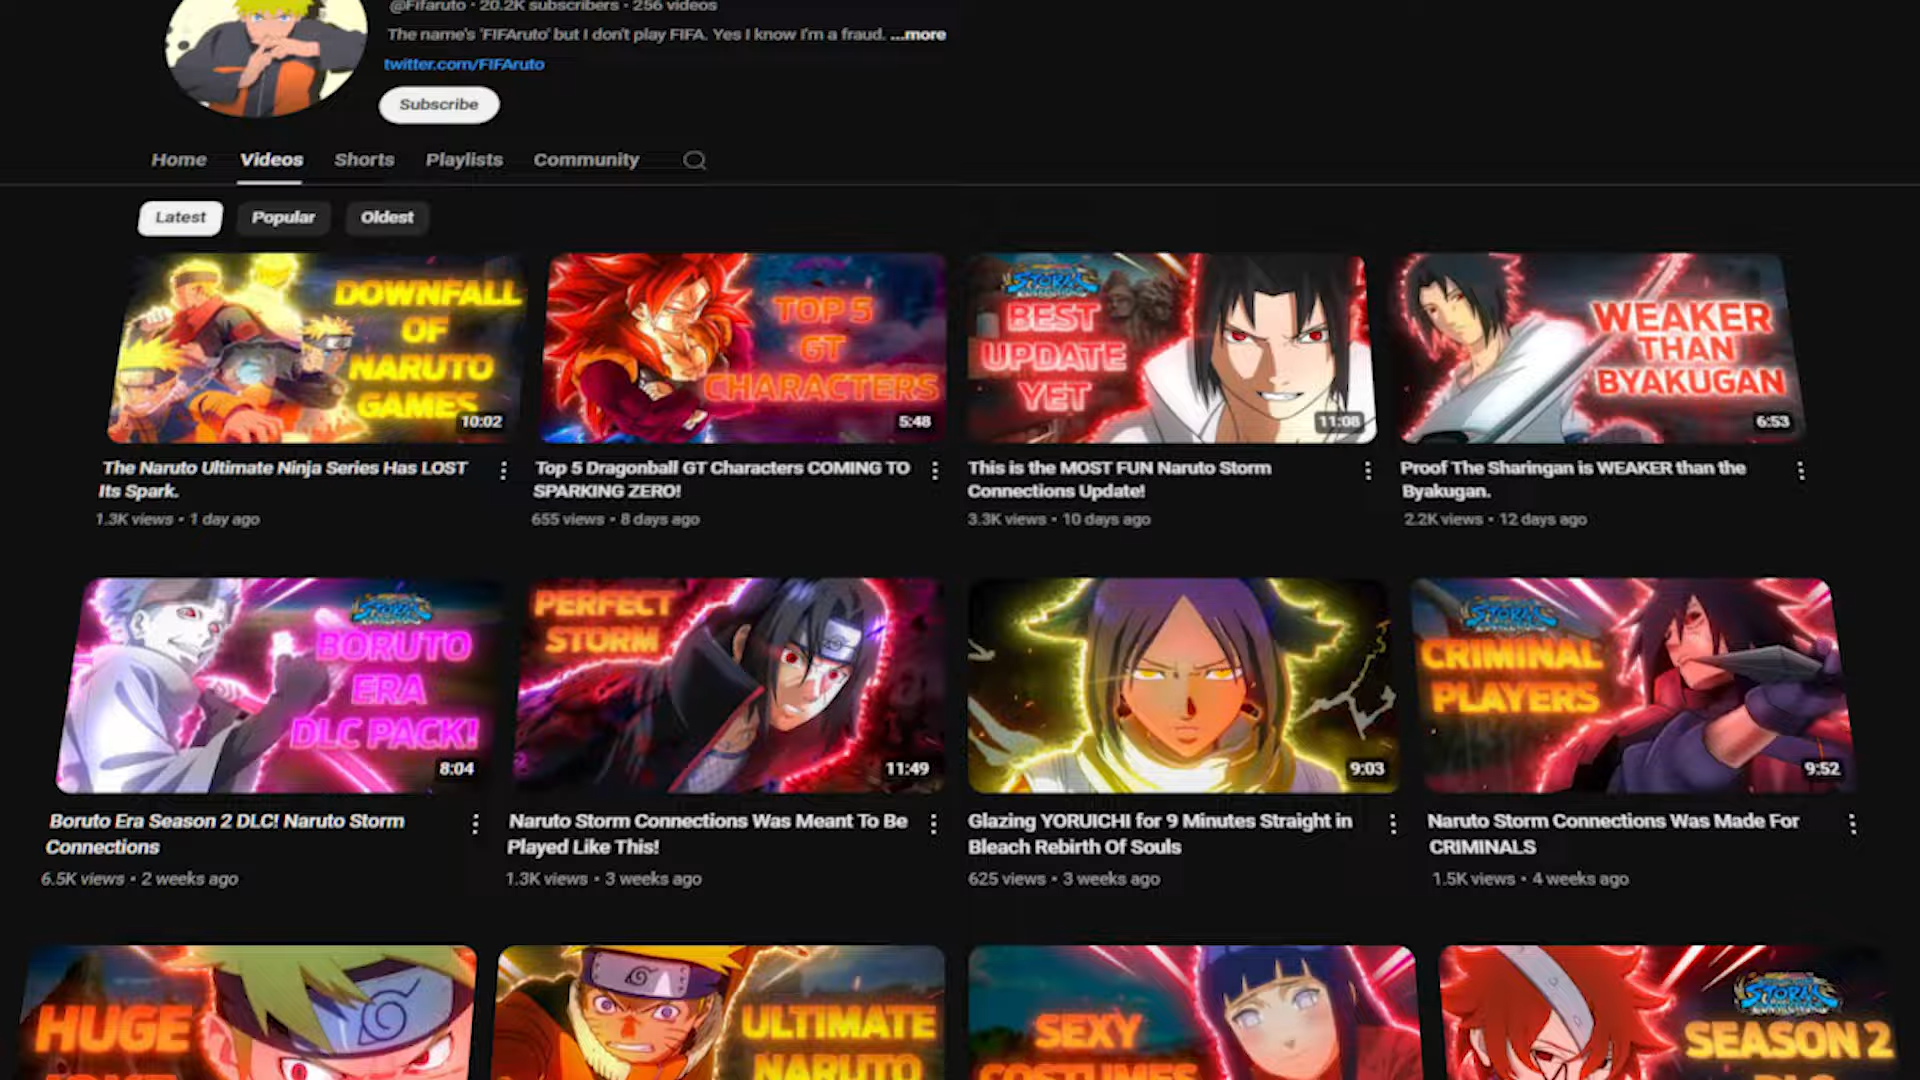 @Fifaruto • 20.2K subscribers • 256 videos
The name's 'FIFAruto' but I don't play FIFA. Yes I know I'm a fraud. ...more
twitter.com/FIFAruto
Subscribe
Home Videos Shorts Playlists Community
Latest Popular Oldest
DOWNFALL
OF
NARUTO
GAMES
10:02
TOP 5
GT
CHARACTERS
5:48
STORM
BEST
UPDATE
YET
11:08
WEAKER
THAN
BYAKUGAN
6:53
The Naruto Ultimate Ninja Series Has LOST
Its Spark.
1.3K views • 1 day ago
Top 5 Dragonball GT Characters COMING TO
SPARKING ZERO!
655 views • 8 days ago
This is the MOST FUN Naruto Storm
Connections Update!
3.3K views • 10 days ago
Proof The Sharingan is WEAKER than the
Byakugan.
2.2K views • 12 days ago
STORM
BORUTO
ERA
DLC PACK!
8:04
PERFECT
STORM
11:49
9:03
STORM
CRIMINAL
PLAYERS
9:52
Boruto Era Season 2 DLC! Naruto Storm
Connections
6.5K views • 2 weeks ago
Naruto Storm Connections Was Meant To Be
Played Like This!
1.3K views • 3 weeks ago
Glazing YORUICHI for 9 Minutes Straight in
Bleach Rebirth Of Souls
625 views • 3 weeks ago
Naruto Storm Connections Was Made For
CRIMINALS
1.5K views • 4 weeks ago
HUGE
ULTIMATE
NARUTO
SEXY
COSTUMES
STORM
SEASON 2